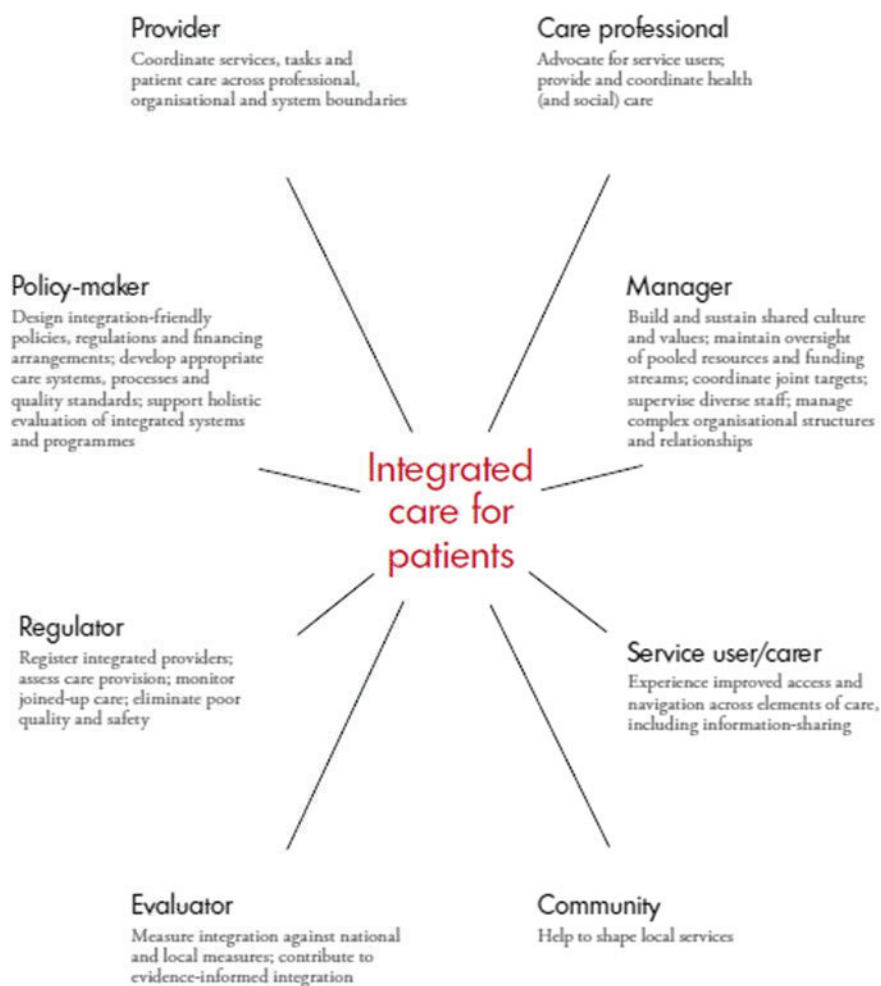 Provider
Coordinate services, tasks and
patient care across professional,
organisational and system boundaries
Care professional
Advocate for service users;
provide and coordinate health
(and social) care
Policy-maker
Design integration-friendly
policies, regulations and financing
arrangements; develop appropriate
care systems, processes and
quality standards; support holistic
evaluation of integrated systems
and programmes
Manager
Build and sustain shared culture
and values; maintain oversight
of pooled resources and funding
streams; coordinate joint targets;
supervise diverse staff; manage
complex organisational structures
and relationships
Integrated
care for
patients
Regulator
Register integrated providers;
assess care provision; monitor
joined-up care; eliminate poor
quality and safety
Service user/carer
Experience improved access and
navigation across elements of care,
including information-sharing
Evaluator
Measure integration against national
and local measures; contribute to
evidence-informed integration
Community
Help to shape local services